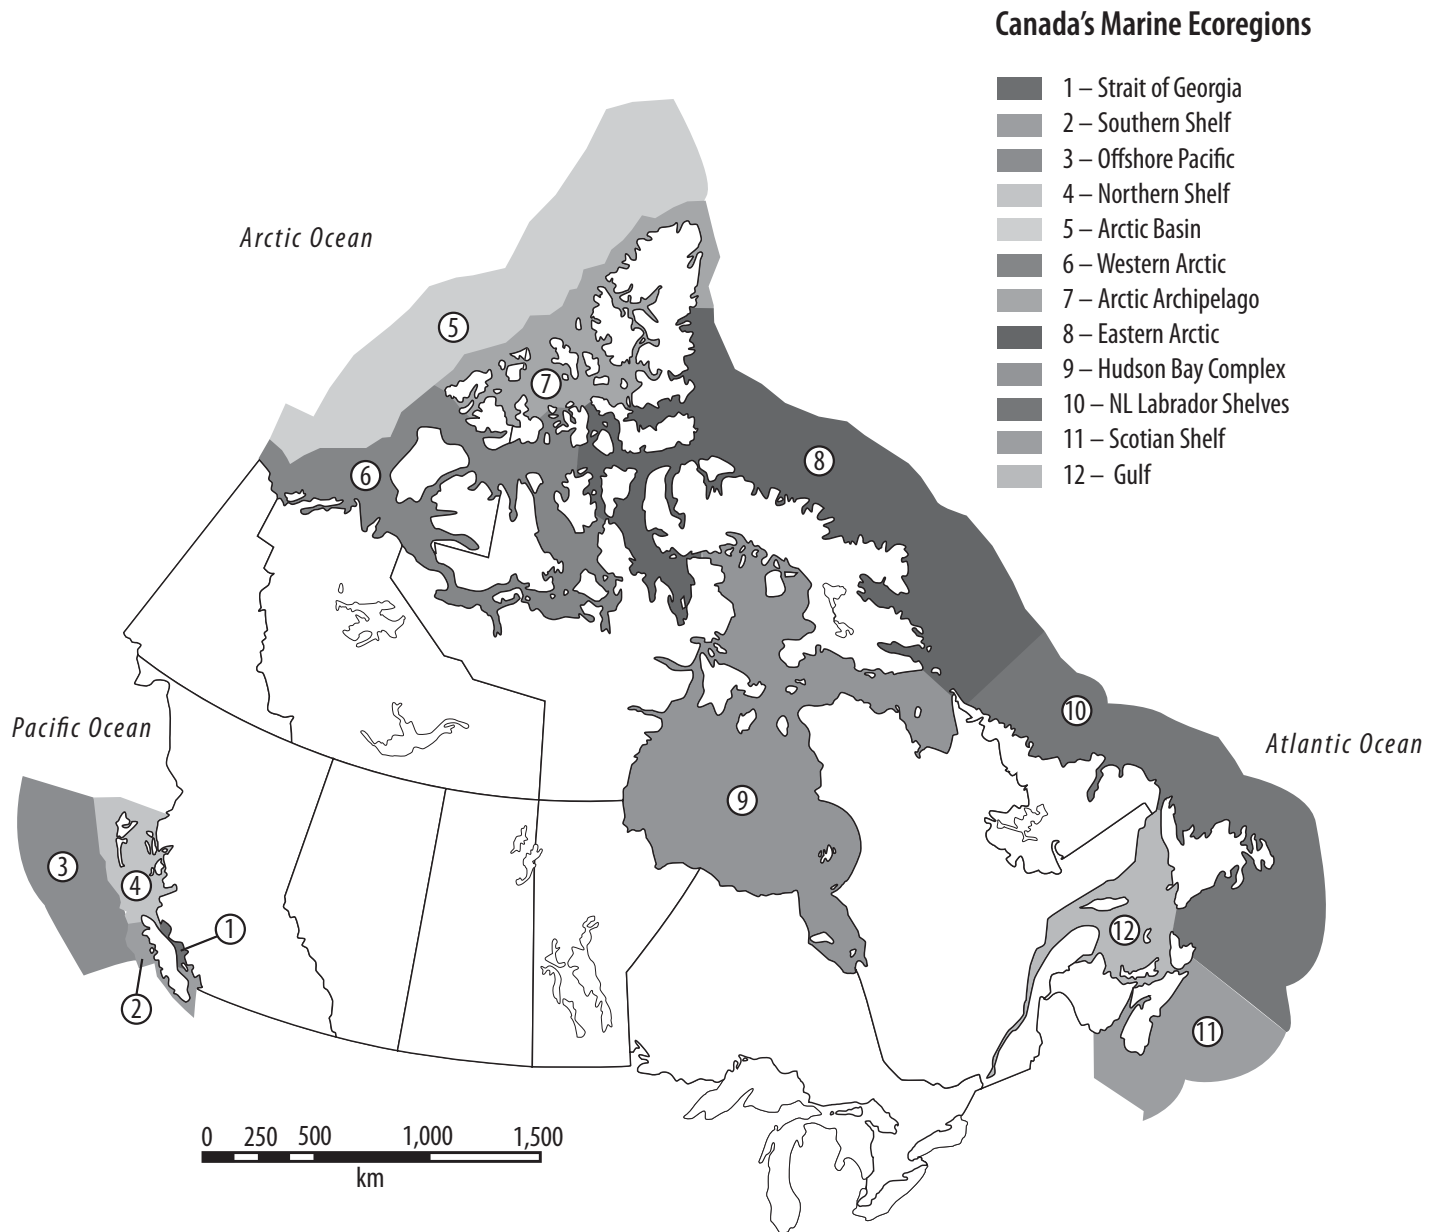 Canada's Marine Ecoregions
1 – Strait of Georgia
2 – Southern Shelf
3 – Offshore Pacific
4 – Northern Shelf
5 – Arctic Basin
6 – Western Arctic
7 – Arctic Archipelago
8 – Eastern Arctic
9 – Hudson Bay Complex
10 – NL Labrador Shelves
11 – Scotian Shelf
12 – Gulf
Arctic Ocean
5
7
6
8
10
Pacific Ocean
Atlantic Ocean
9
3
4
1
12
2
11
0 250 500 1,000 1,500
km